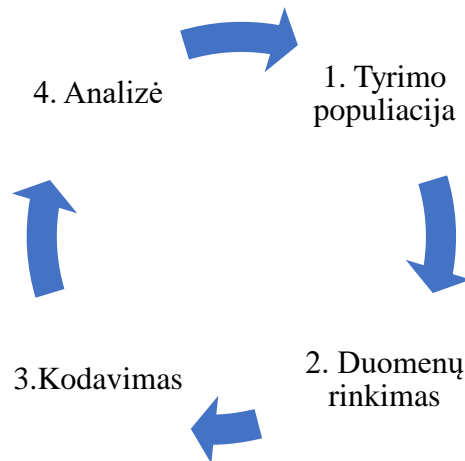 1. Tyrimo
populiacija
2. Duomenų
rinkimas
3.Kodavimas
4. Analizė